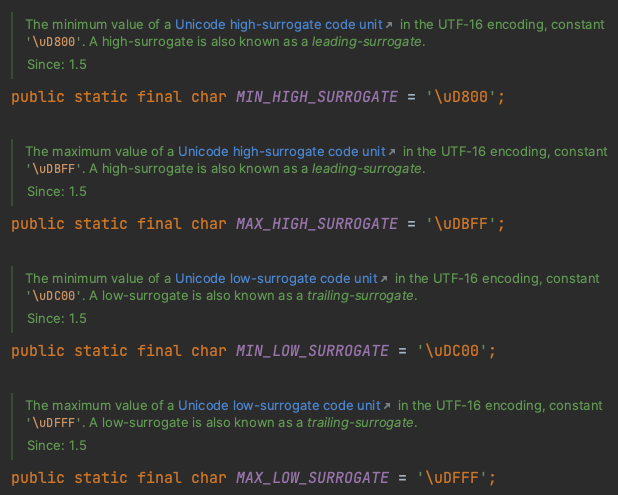 The minimum value of a Unicode high-surrogate code unit↗ in the UTF-16 encoding, constant
'\uD800'. A high-surrogate is also known as a leading-surrogate.
Since: 1.5
public static final char MIN_HIGH_SURROGATE = '\uD800';
The maximum value of a Unicode high-surrogate code unit↗ in the UTF-16 encoding, constant
'\uDBFF'. A high-surrogate is also known as a leading-surrogate.
Since: 1.5
public static final char MAX_HIGH_SURROGATE = '\uDBFF';
The minimum value of a Unicode low-surrogate code unit↗ in the UTF-16 encoding, constant
'\uDC00'. A low-surrogate is also known as a trailing-surrogate.
Since: 1.5
public static final char MIN_LOW_SURROGATE = '\uDC00';
The maximum value of a Unicode low-surrogate code unit↗ in the UTF-16 encoding, constant
'\uDFFF'. A low-surrogate is also known as a trailing-surrogate.
Since: 1.5
public static final char MAX_LOW_SURROGATE = '\uDFFF';